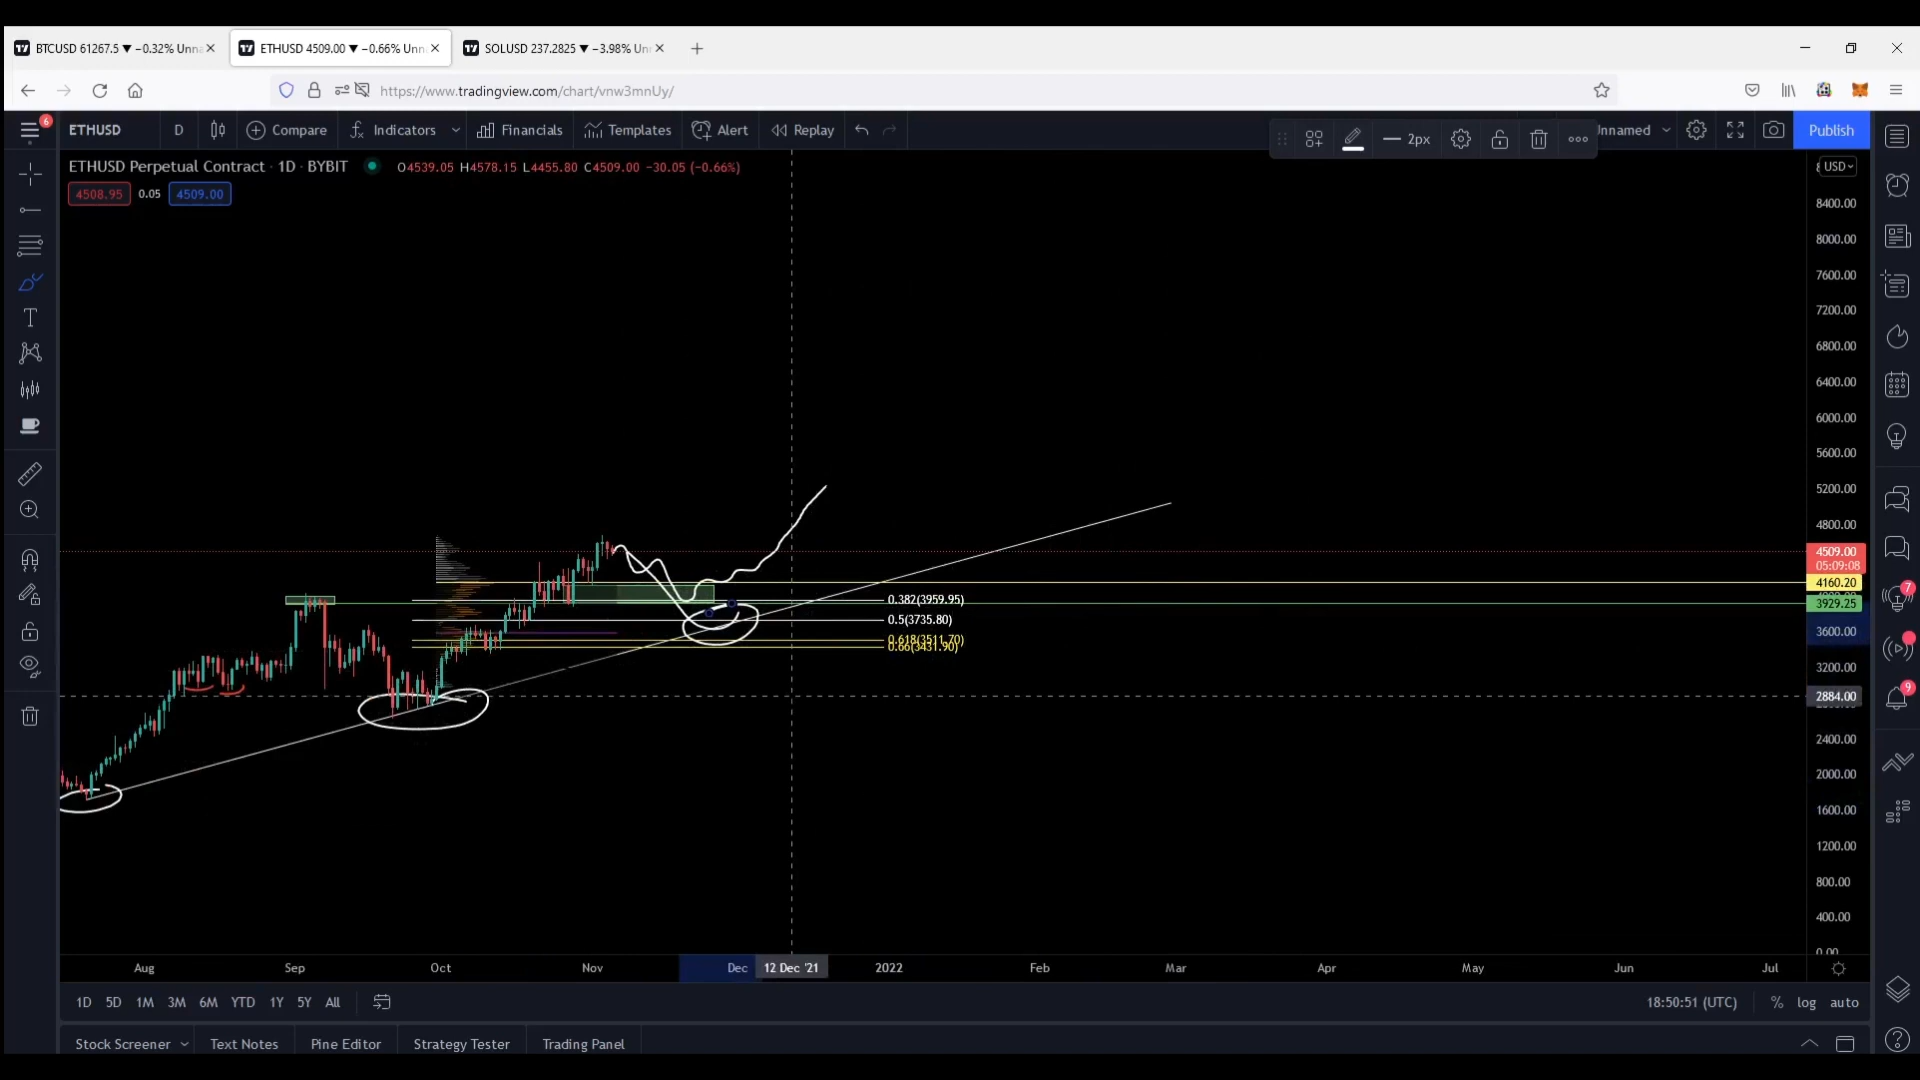 BTCUSD 61267.5 ▼ −0.32% Unna
ETHUSD 4509.00 ▼ −0.66% Unn
SOLUSD 237.2825 ▼ −3.98% Un
https://www.tradingview.com/chart/vnw3mnUy/
6
ETHUSD
D
Compare
Indicators
Financials
Templates
Alert
Replay
2px
Unnamed
Publish
ETHUSD Perpetual Contract · 1D · BYBIT
O4539.05 H4578.15 L4455.80 C4509.00 −30.05 (−0.66%)
USD
4508.95
0.05
4509.00
8400.00
8000.00
7600.00
7200.00
6800.00
6400.00
6000.00
5600.00
5200.00
4800.00
4509.00
05:09:08
4160.20
3929.25
0.382(3959.95)
0.5(3735.80)
0.618(3511.70)
0.66(3431.90)
3600.00
3200.00
2884.00
2400.00
2000.00
1600.00
1200.00
800.00
400.00
0.00
7
9
Aug
Sep
Oct
Nov
Dec
12 Dec '21
2022
Feb
Mar
Apr
May
Jun
Jul
1D 5D 1M 3M 6M YTD 1Y 5Y All
18:50:51 (UTC)
% log auto
Stock Screener
Text Notes
Pine Editor
Strategy Tester
Trading Panel